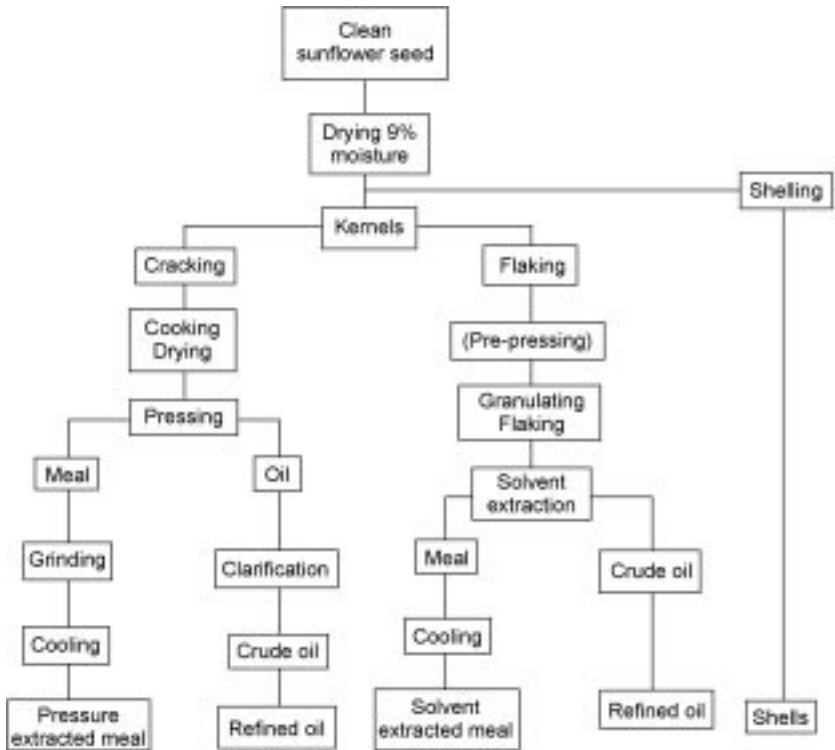 Clean
sunflower seed
Drying 9%
moisture
Shelling
Kernels
Cracking
Flaking
Cooking
Drying
(Pre-pressing)
Pressing
Granulating
Flaking
Meal
Oil
Solvent
extraction
Grinding
Clarification
Meal
Crude oil
Cooling
Crude oil
Cooling
Pressure
extracted meal
Refined oil
Solvent
extracted meal
Refined oil
Shells